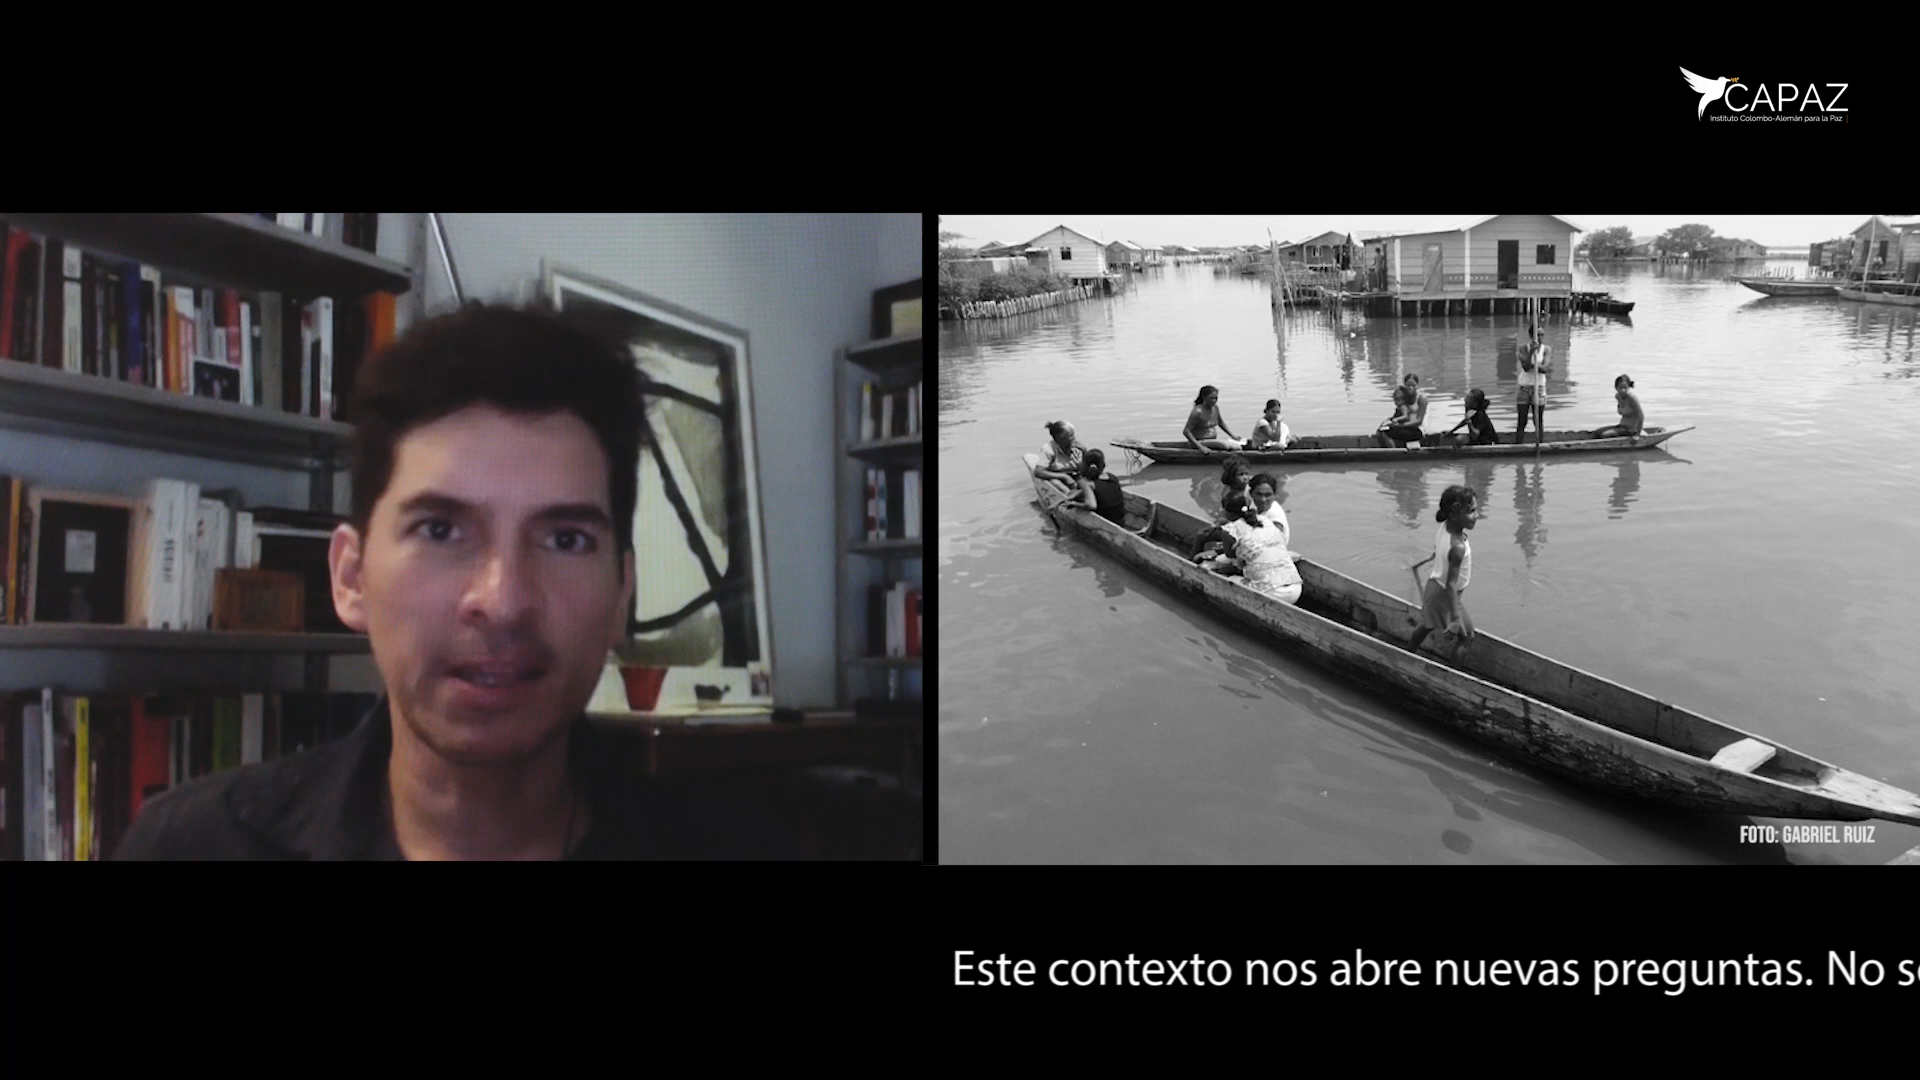 CAPAZ
Instituto Colombo-Alemán para la Paz
FOTO: GABRIEL RUIZ
Este contexto nos abre nuevas preguntas. No